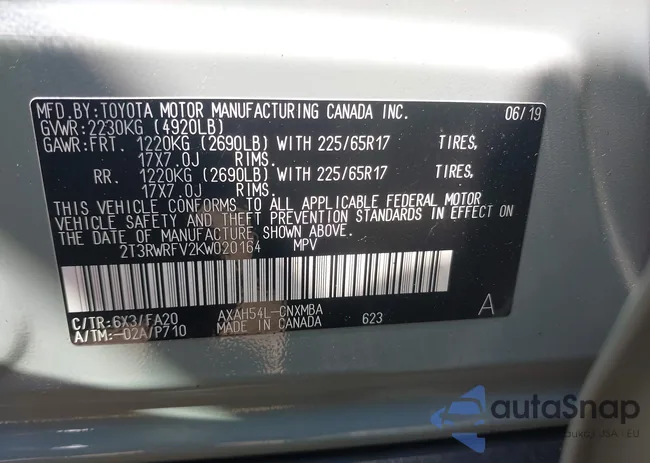 MFD.BY:TOYOTA MOTOR MANUFACTURING CANADA INC. 06/19
GVWR:2230KG (4920LB)
GAWR:FRT. 1220KG (2690LB) WITH 225/65R17 TIRES,
17X7.0J RIMS.
RR. 1220KG (2690LB) WITH 225/65R17 TIRES,
17X7.0J RIMS.
THIS VEHICLE CONFORMS TO ALL APPLICABLE FEDERAL MOTOR
VEHICLE SAFETY AND THEFT PREVENTION STANDARDS IN EFFECT ON
THE DATE OF MANUFACTURE SHOWN ABOVE.
2T3RWRFV2KW020164 MPV
C/TR:6X3/FA20 AXAH54L-CNXMBA A
A/TM:-02A/P710 MADE IN CANADA 623
autaSnap
USA - EU